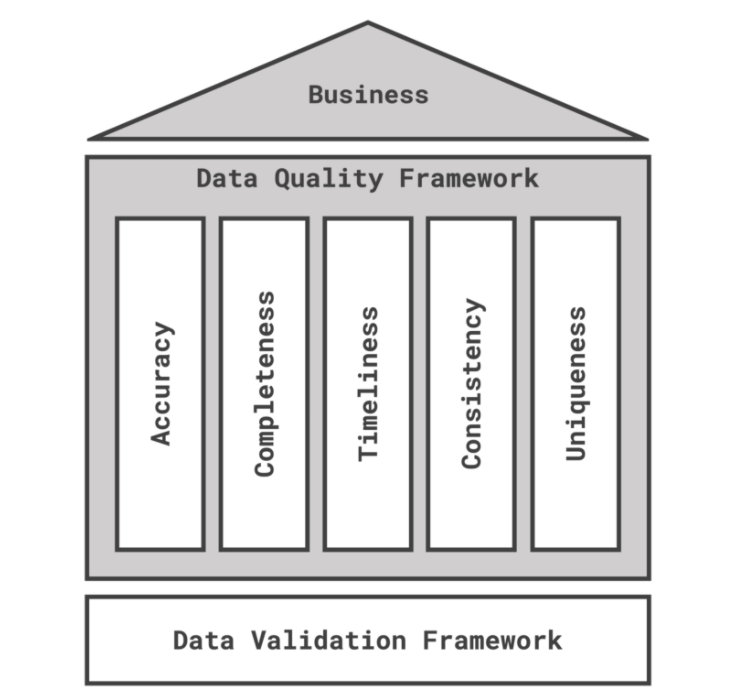 Business
Data Quality Framework
Accuracy
Completeness
Timeliness
Consistency
Uniqueness
Data Validation Framework